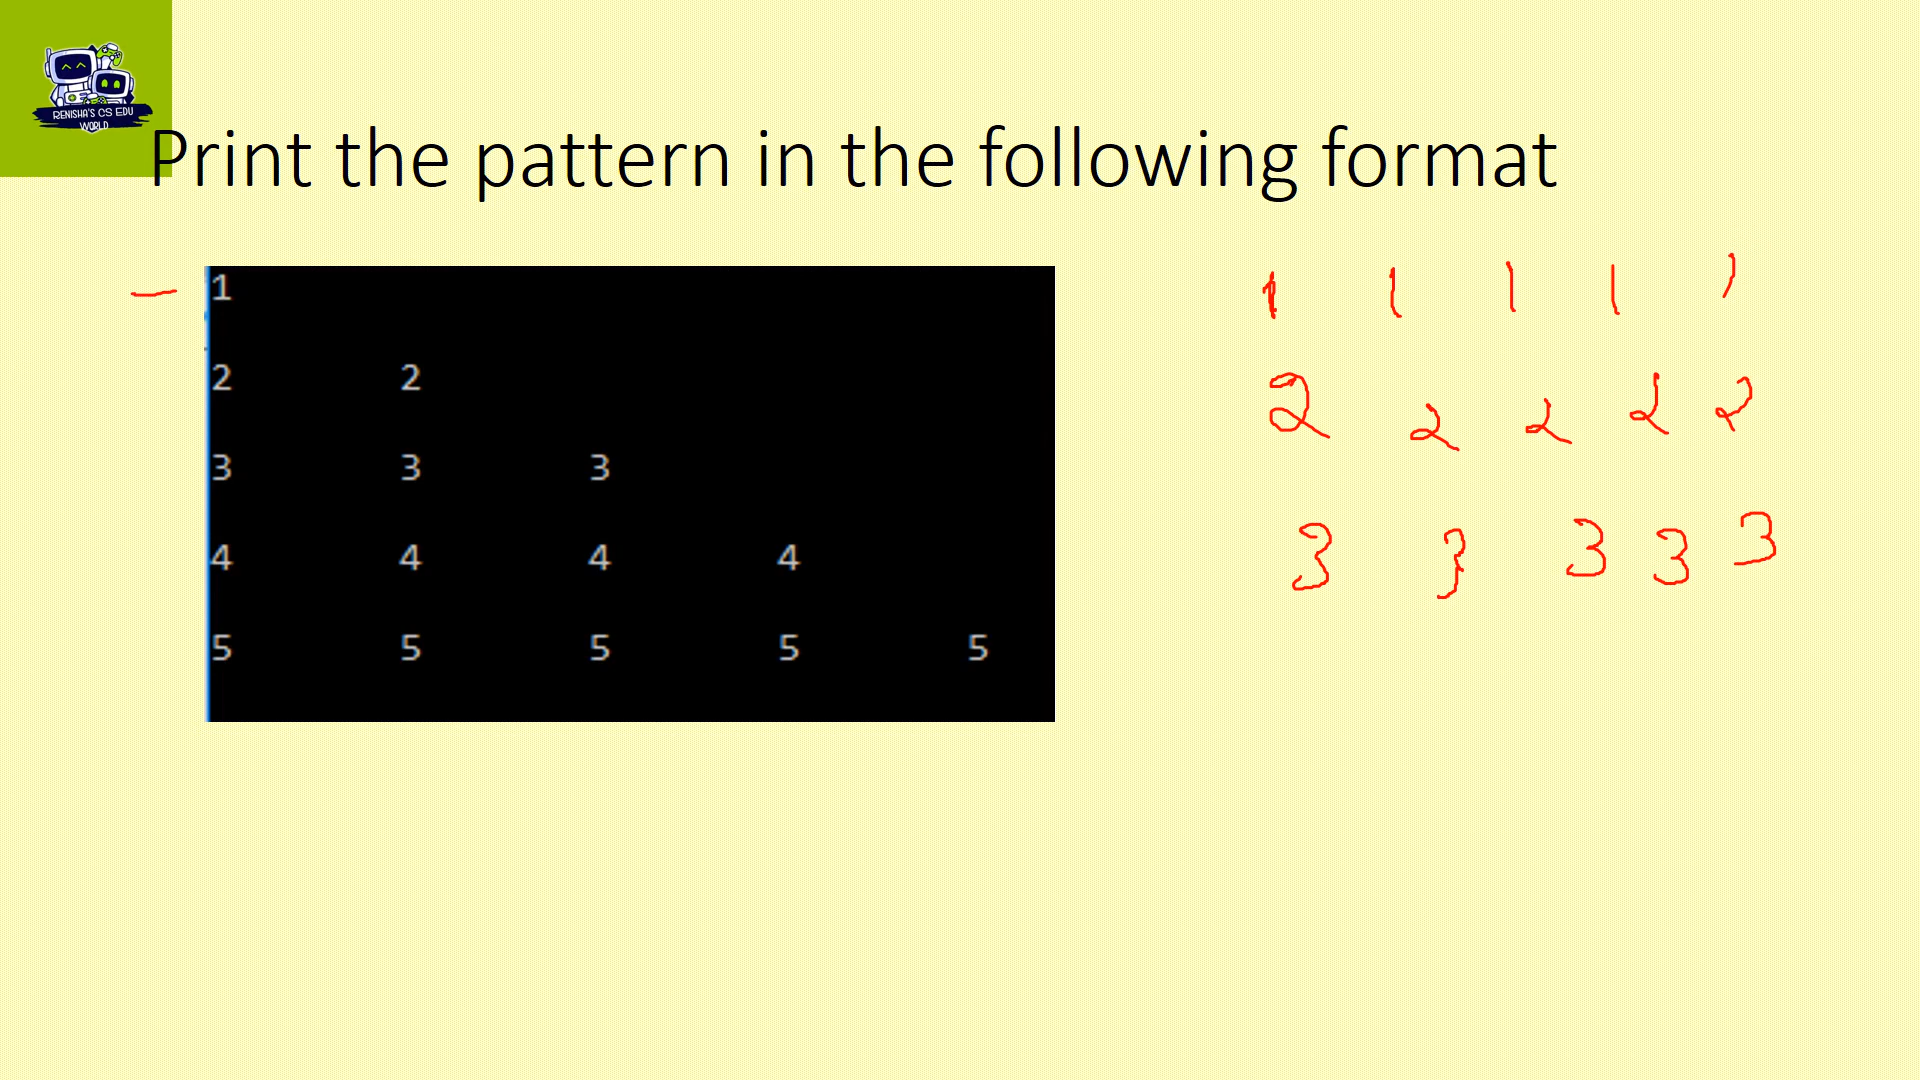 RENISHA'S CS EDU
WORLD
Print the pattern in the following format
1
2 2
3 3 3
4 4 4 4
5 5 5 5 5
1 1 1 1 1
2 2 2 2 2
3 3 3 3 3